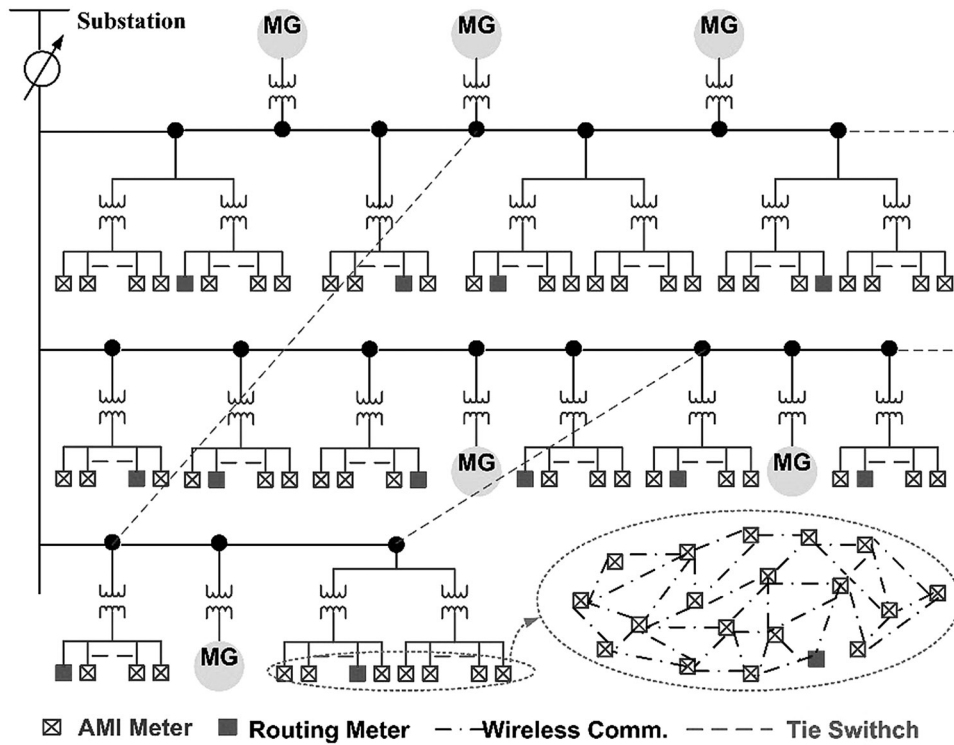 Substation
MG MG MG
MG MG
MG
AMI Meter Routing Meter Wireless Comm. Tie Swithch